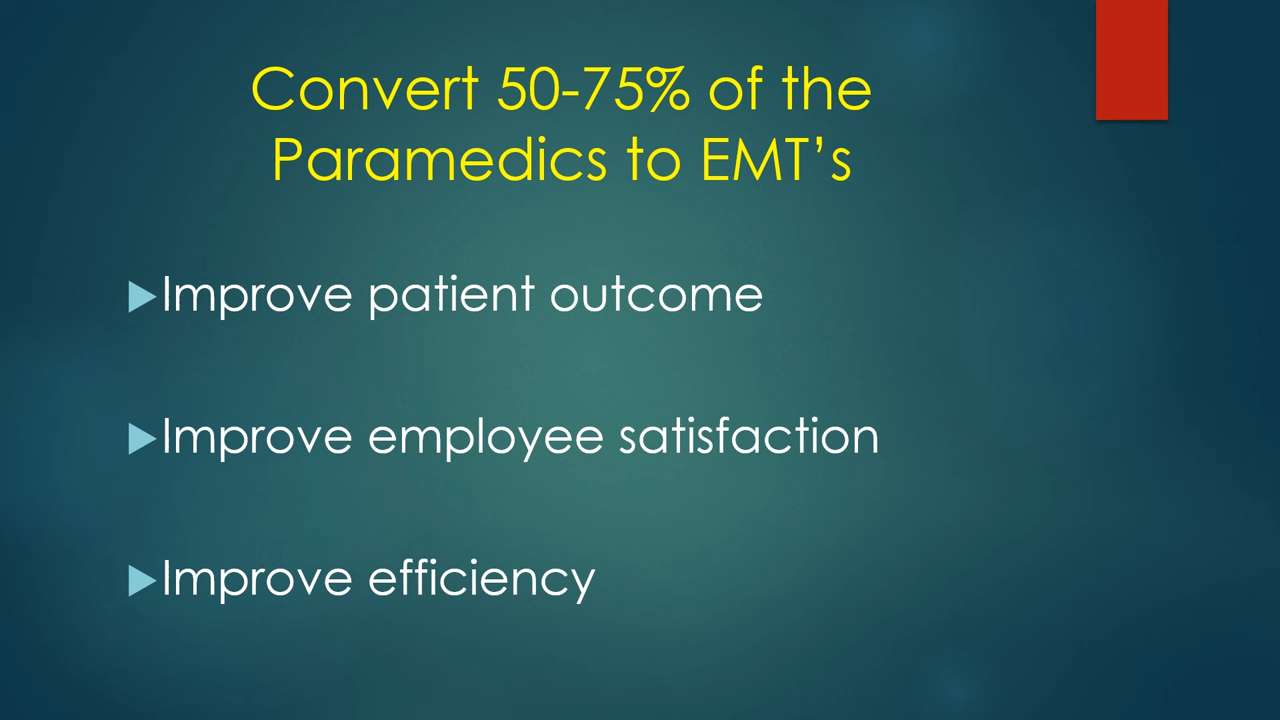 Convert 50-75% of the
Paramedics to EMT’s
Improve patient outcome
Improve employee satisfaction
Improve efficiency